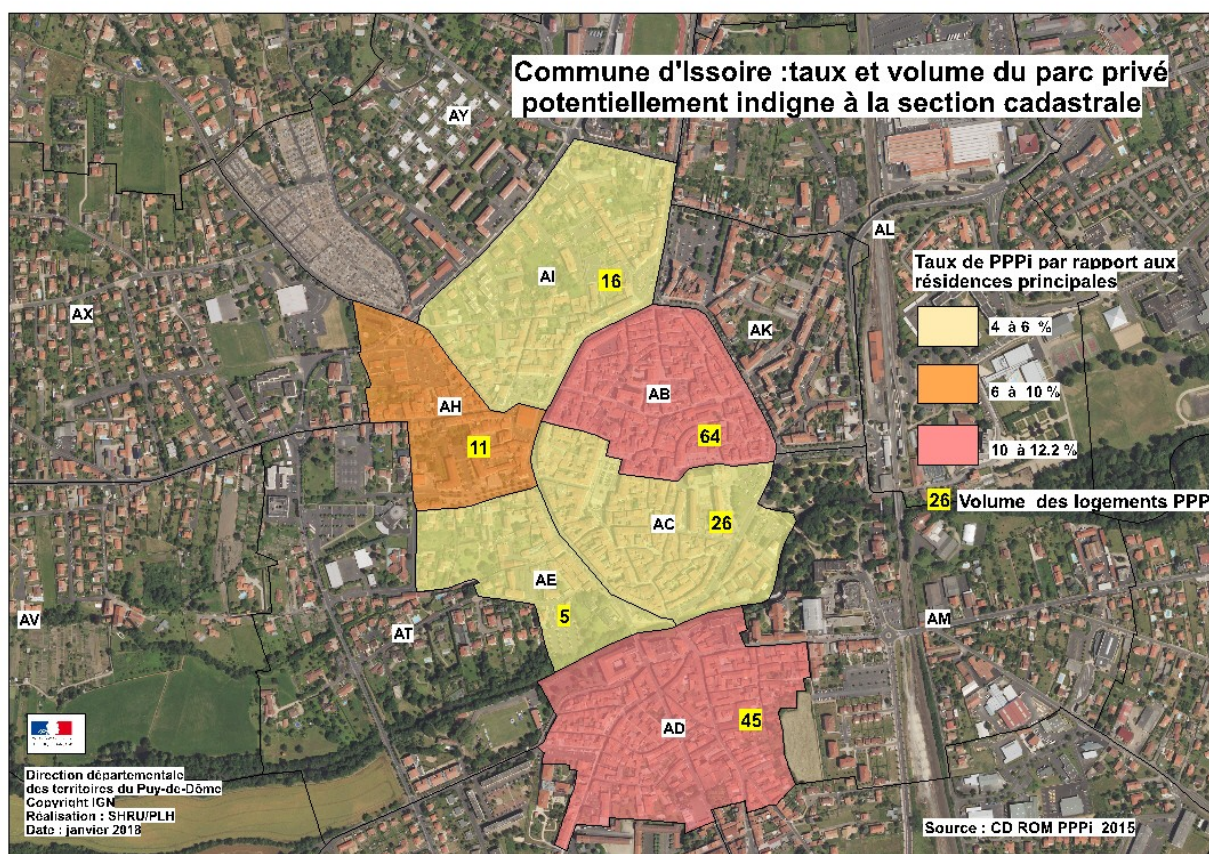 Commune d'Issoire :taux et volume du parc privé
potentiellement indigne à la section cadastrale
AY
AL
Taux de PPPi par rapport aux
résidences principales
AI
16
AX
AK
4 à 6 %
AB
6 à 10 %
AH
64
11
10 à 12.2 %
26 Volume des logements PPP
AC
26
AE
5
AV
AT
AM
45
AD
Direction départementale
des territoires du Puy-de-Dôme
Copyright IGN
Réalisation : SHRU/PLH
Date : janvier 2018
Source : CD ROM PPPi 2015